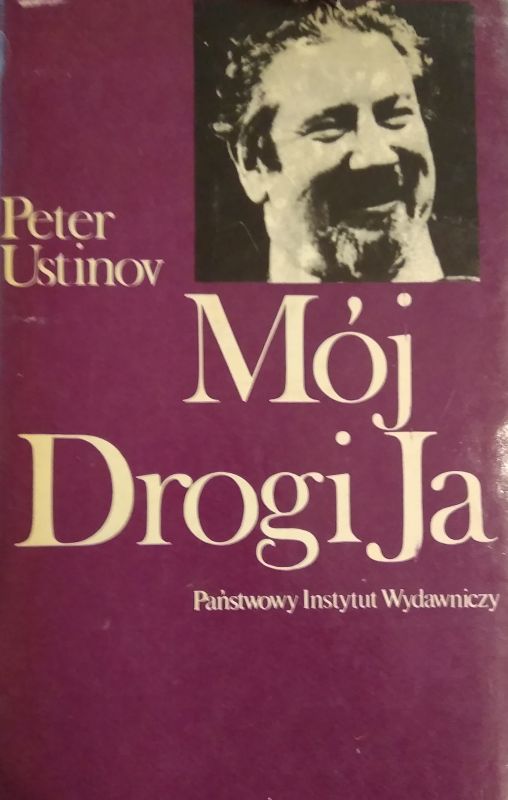 Peter
Ustinov
Mój
Drogi Ja
Państwowy Instytut Wydawniczy